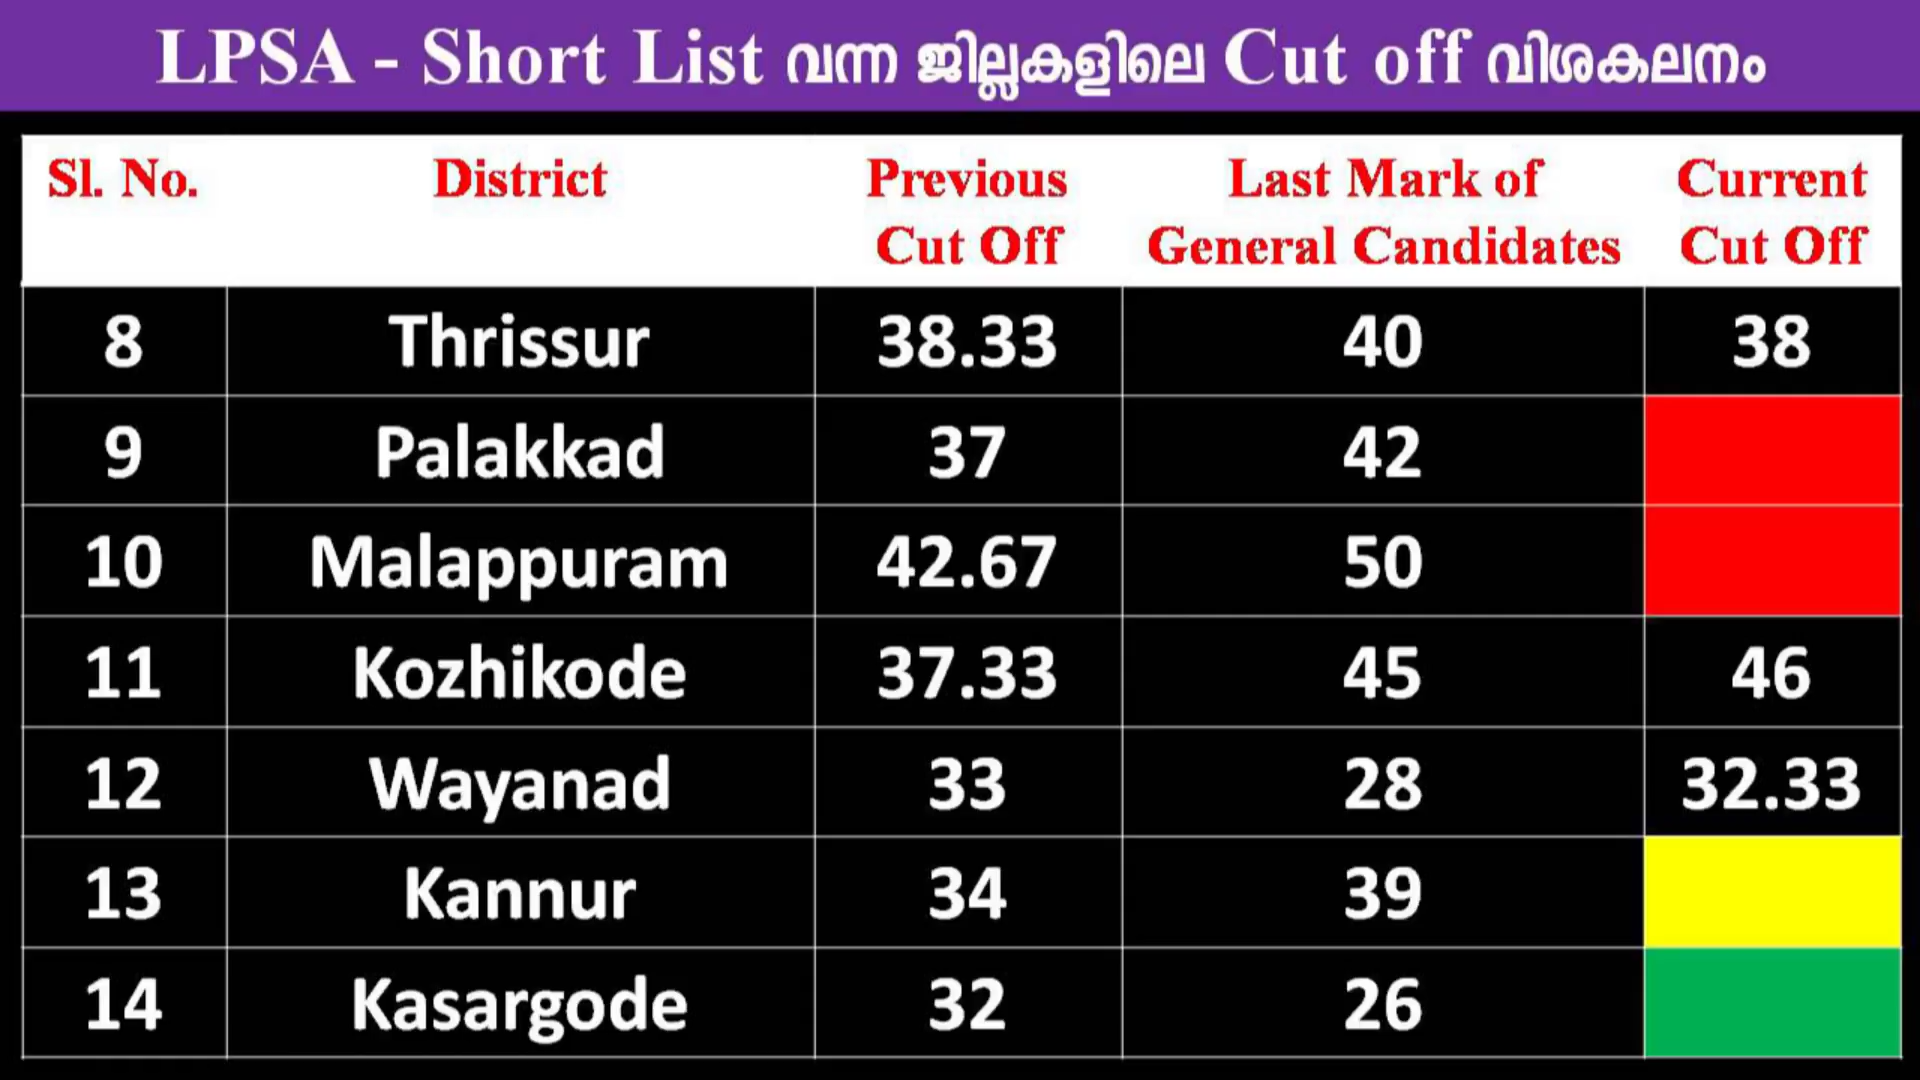 LPSA - Short List വന്ന ജില്ലകളിലെ Cut off വിശകലനം
Sl. No. District Previous Cut Off Last Mark of General Candidates Current Cut Off
8 Thrissur 38.33 40 38
9 Palakkad 37 42
10 Malappuram 42.67 50
11 Kozhikode 37.33 45 46
12 Wayanad 33 28 32.33
13 Kannur 34 39
14 Kasargode 32 26